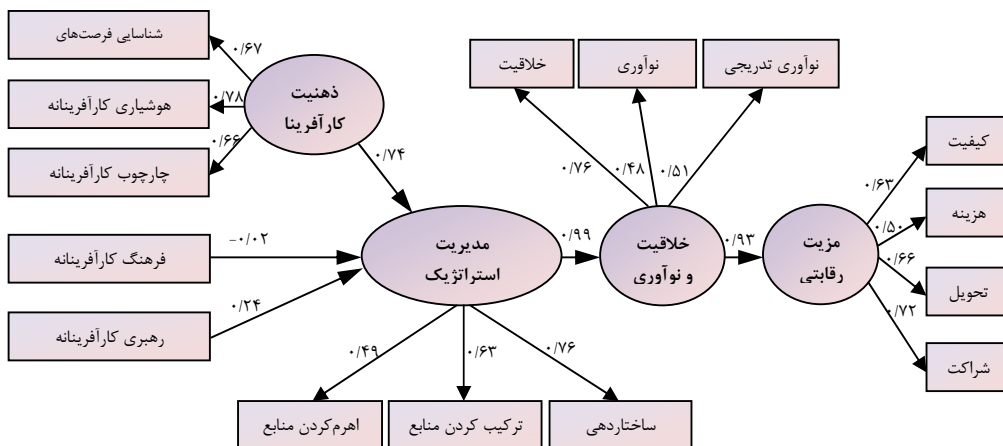 شناسایی فرصت‌های
۰/۶۷
ذهنیت
کارآفرینا
هوشیاری کارآفرینانه
۰/۷۸
چارچوب کارآفرینانه
۰/۶۶
۰/۷۴
خلاقیت
نوآوری
نوآوری تدریجی
۰/۷۶
۰/۴۸
۰/۵۱
فرهنگ کارآفرینانه
-۰/۰۲
رهبری کارآفرینانه
۰/۲۴
مدیریت
استراتژیک
۰/۹۹
خلاقیت
و نوآوری
۰/۹۳
مزیت
رقابتی
۰/۶۳
کیفیت
۰/۵۰
هزینه
۰/۶۶
تحویل
۰/۷۲
شراکت
۰/۴۹
۰/۶۳
۰/۷۶
اهرم‌کردن منابع
ترکیب کردن منابع
ساختاردهی